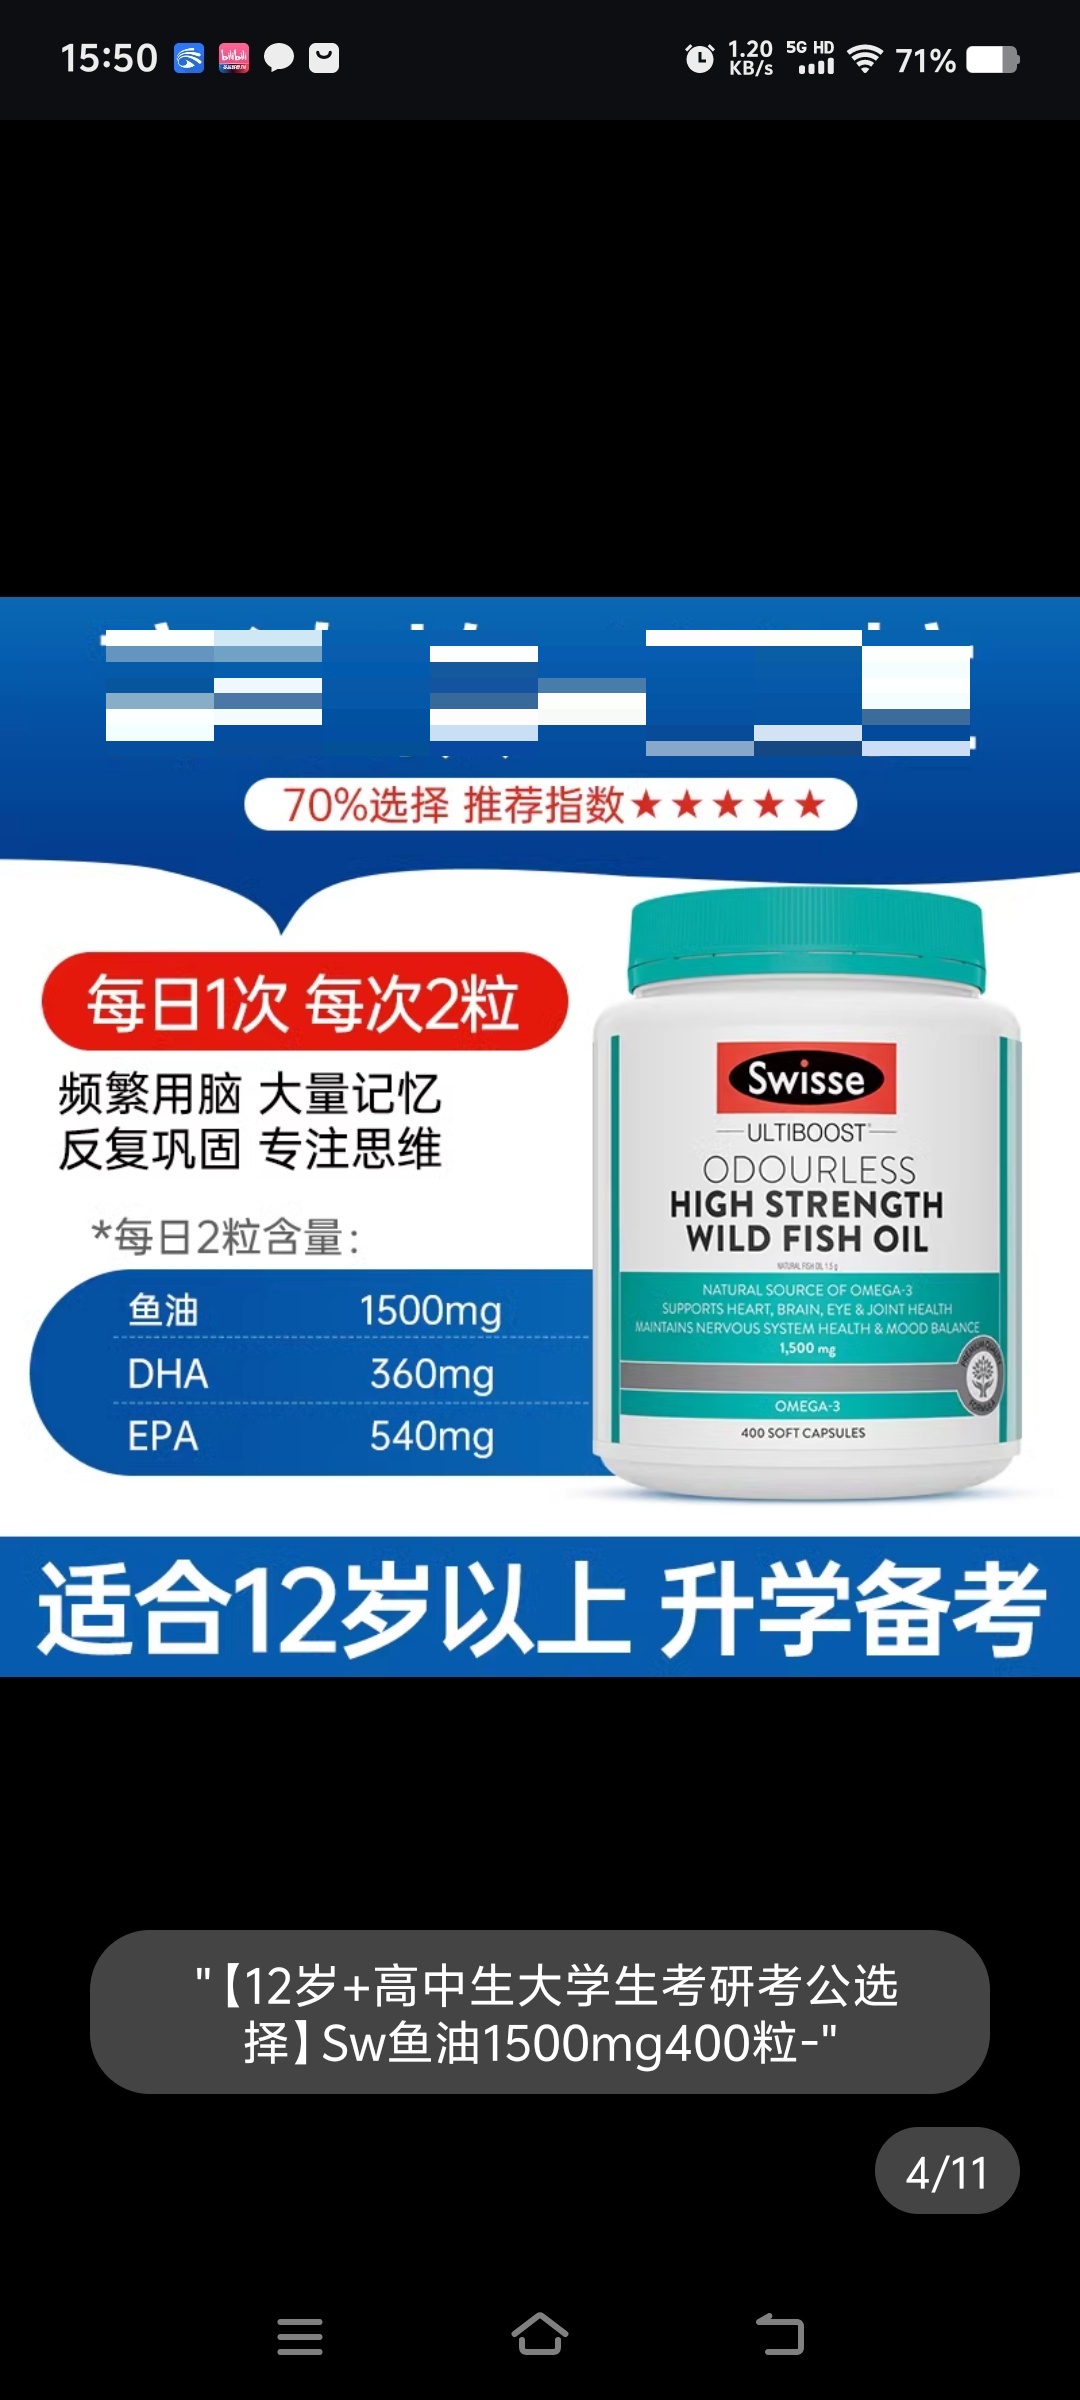 15:50
1.20 KB/s
5G HD
71%
70%选择 推荐指数★★★★★
每日1次 每次2粒
频繁用脑 大量记忆
反复巩固 专注思维
*每日2粒含量：
鱼油 1500mg
DHA 360mg
EPA 540mg
Swisse
ULTIBOOST
ODOURLESS
HIGH STRENGTH
WILD FISH OIL
NATURAL FISH OIL 1.5 g
NATURAL SOURCE OF OMEGA-3
SUPPORTS HEART, BRAIN, EYE & JOINT HEALTH
MAINTAINS NERVOUS SYSTEM HEALTH & MOOD BALANCE
1,500 mg
OMEGA-3
400 SOFT CAPSULES
适合12岁以上 升学备考
"【12岁+高中生大学生考研考公选
择】Sw鱼油1500mg400粒-"
4/11